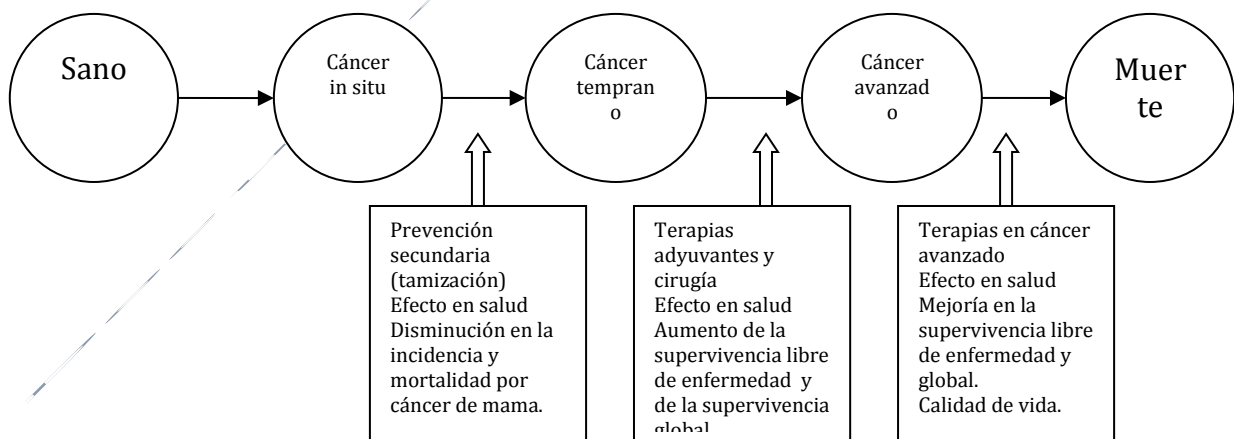 Sano
Cáncer
in situ
Cáncer
tempran
o
Cáncer
avanzad
o
Muer
te
Prevención
secundaria
(tamización)
Efecto en salud
Disminución en la
incidencia y
mortalidad por
cáncer de mama.
Terapias
adyuvantes y
cirugía
Efecto en salud
Aumento de la
supervivencia libre
de enfermedad y
de la supervivencia
global
Terapias en cáncer
avanzado
Efecto en salud
Mejoría en la
supervivencia libre
de enfermedad y
global.
Calidad de vida.